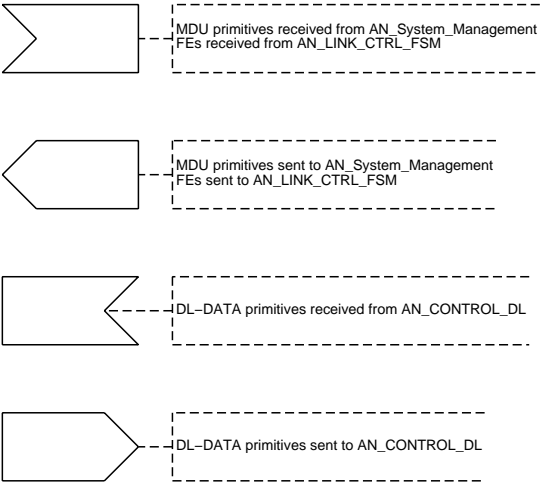 MDU primitives received from AN_System_Management
FEs received from AN_LINK_CTRL_FSM
MDU primitives sent to AN_System_Management
FEs sent to AN_LINK_CTRL_FSM
DL−DATA primitives received from AN_CONTROL_DL
DL−DATA primitives sent to AN_CONTROL_DL